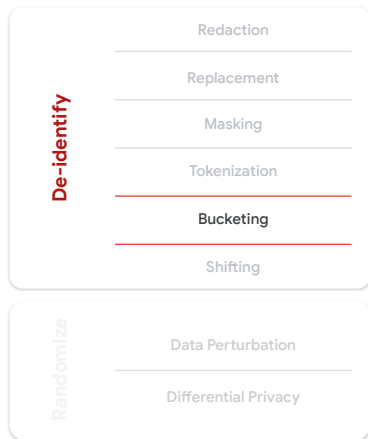 De-identify
Redaction
Replacement
Masking
Tokenization
Bucketing
Shifting
Randomize
Data Perturbation
Differential Privacy